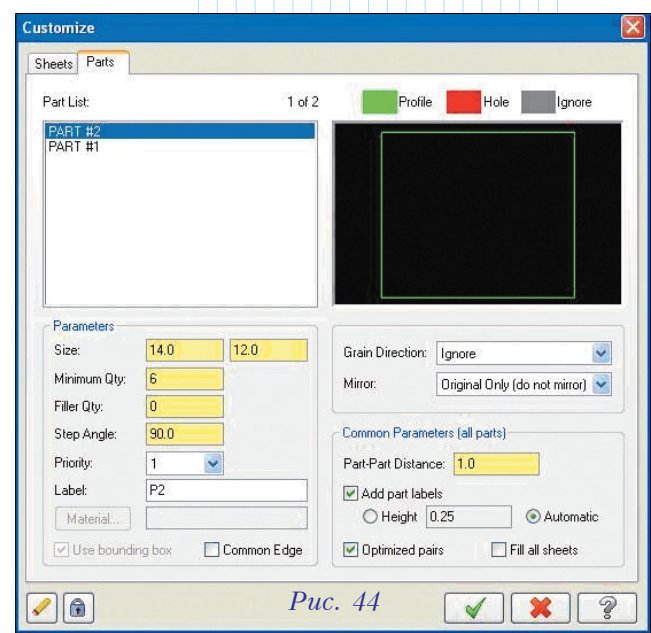 Customize
Sheets Parts
Part List: 1 of 2 Profile Hole Ignore
PART #2
PART #1
Parameters
Size: 14.0 12.0
Minimum Qty: 6
Filler Qty: 0
Step Angle: 90.0
Priority: 1
Label: P2
Material...
Use bounding box Common Edge
Grain Direction: Ignore
Mirror: Original Only (do not mirror)
Common Parameters (all parts)
Part-Part Distance: 1.0
Add part labels
Height 0.25 Automatic
Optimized pairs Fill all sheets
Рис. 44